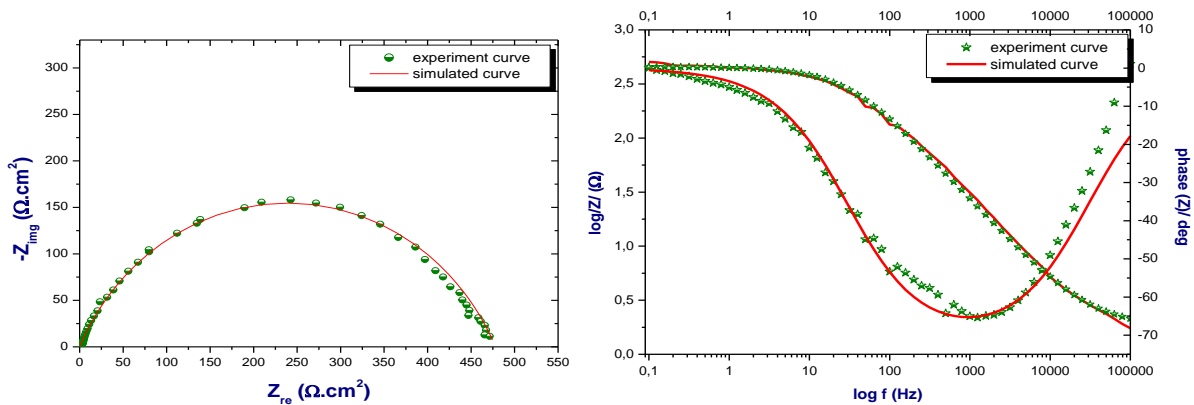 experiment curve
simulated curve
300
250
200
150
100
50
0
-Z_img (Ω.cm²)
0 50 100 150 200 250 300 350 400 450 500 550
Z_re (Ω.cm²)
0,1 1 10 100 1000 10000 100000
experiment curve
simulated curve
3,0
2,5
2,0
1,5
1,0
0,5
0,0
log/Z/ (Ω)
10
0
-10
-20
-30
-40
-50
-60
-70
phase (Z)/ deg
0,1 1 10 100 1000 10000 100000
log f (Hz)